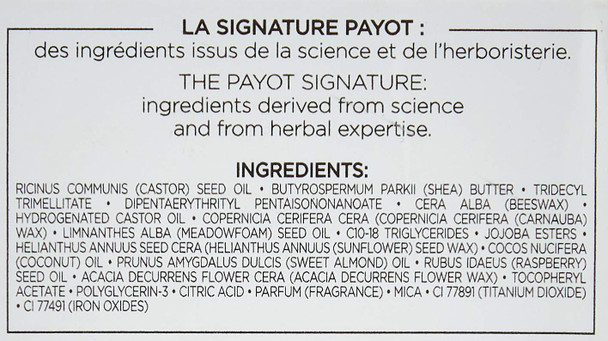 LA SIGNATURE PAYOT :
des ingrédients issus de la science et de l'herboristerie.
THE PAYOT SIGNATURE:
ingredients derived from science
and from herbal expertise.
INGREDIENTS:
RICINUS COMMUNIS (CASTOR) SEED OIL • BUTYROSPERMUM PARKII (SHEA) BUTTER • TRIDECYL
TRIMELLITATE • DIPENTAERYTHRITYL PENTAISONONANOATE • CERA ALBA (BEESWAX) •
HYDROGENATED CASTOR OIL • COPERNICIA CERIFERA CERA (COPERNICIA CERIFERA (CARNAUBA)
WAX) • LIMNANTHES ALBA (MEADOWFOAM) SEED OIL • C10-18 TRIGLYCERIDES • JOJOBA ESTERS •
HELIANTHUS ANNUUS SEED CERA (HELIANTHUS ANNUUS (SUNFLOWER) SEED WAX) • COCOS NUCIFERA
(COCONUT) OIL • PRUNUS AMYGDALUS DULCIS (SWEET ALMOND) OIL • RUBUS IDAEUS (RASPBERRY)
SEED OIL • ACACIA DECURRENS FLOWER CERA (ACACIA DECURRENS FLOWER WAX) • TOCOPHERYL
ACETATE • POLYGLYCERIN-3 • CITRIC ACID • PARFUM (FRAGRANCE) • MICA • CI 77891 (TITANIUM DIOXIDE)
• CI 77491 (IRON OXIDES)